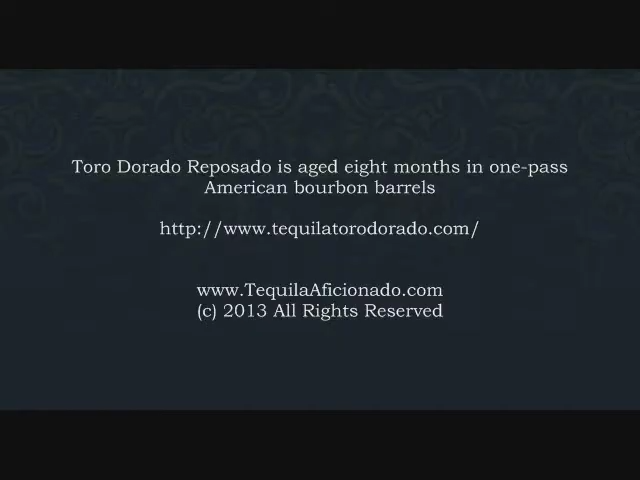 Toro Dorado Reposado is aged eight months in one-pass
American bourbon barrels
http://www.tequilatorodorado.com/
www.TequilaAficionado.com
(c) 2013 All Rights Reserved